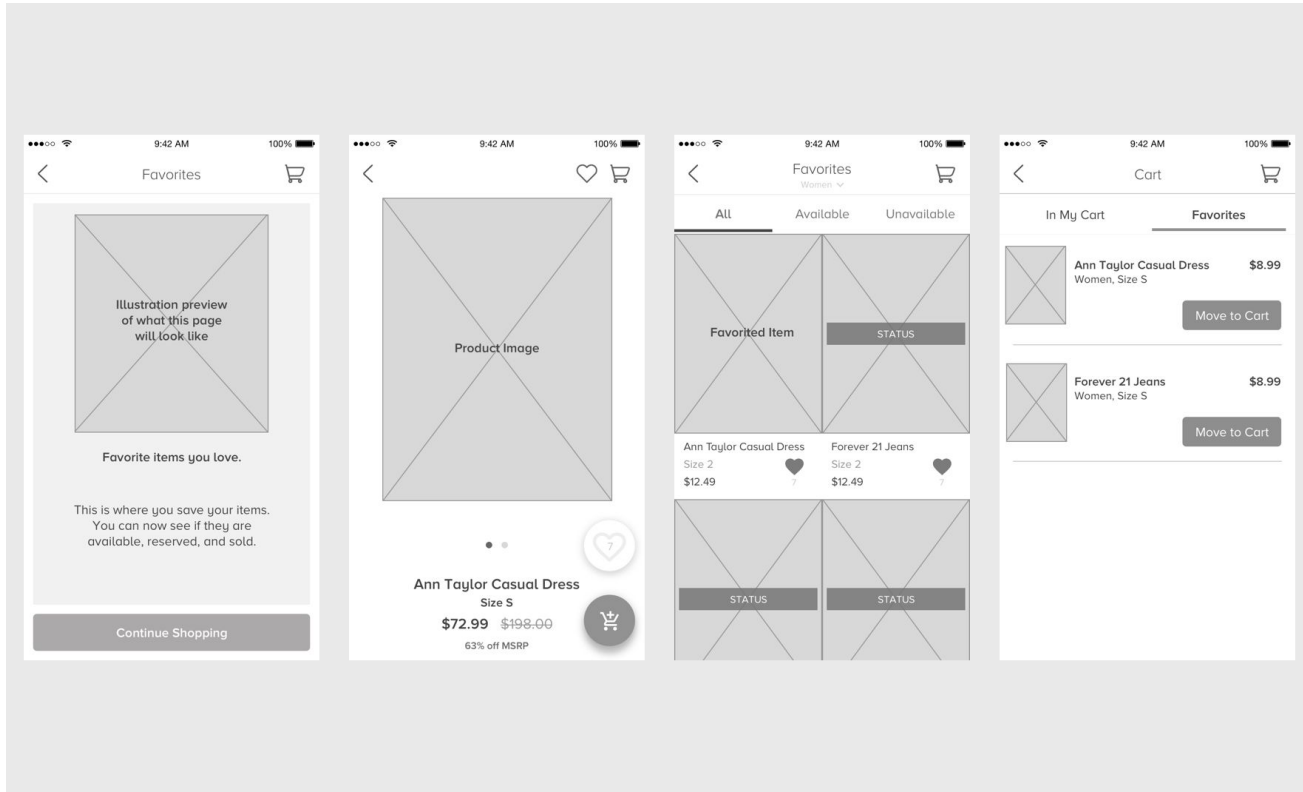 9:42 AM 100%
Favorites
Illustration preview
of what this page
will look like
Favorite items you love.
This is where you save your items.
You can now see if they are
available, reserved, and sold.
Continue Shopping
9:42 AM 100%
Product Image
7
Ann Taylor Casual Dress
Size S
$72.99 $198.00
63% off MSRP
9:42 AM 100%
Favorites
Women
All Available Unavailable
Favorited Item
STATUS
Ann Taylor Casual Dress
Size 2
$12.49
7
Forever 21 Jeans
Size 2
$12.49
7
STATUS
STATUS
9:42 AM 100%
Cart
In My Cart Favorites
Ann Taylor Casual Dress $8.99
Women, Size S
Move to Cart
Forever 21 Jeans $8.99
Women, Size S
Move to Cart